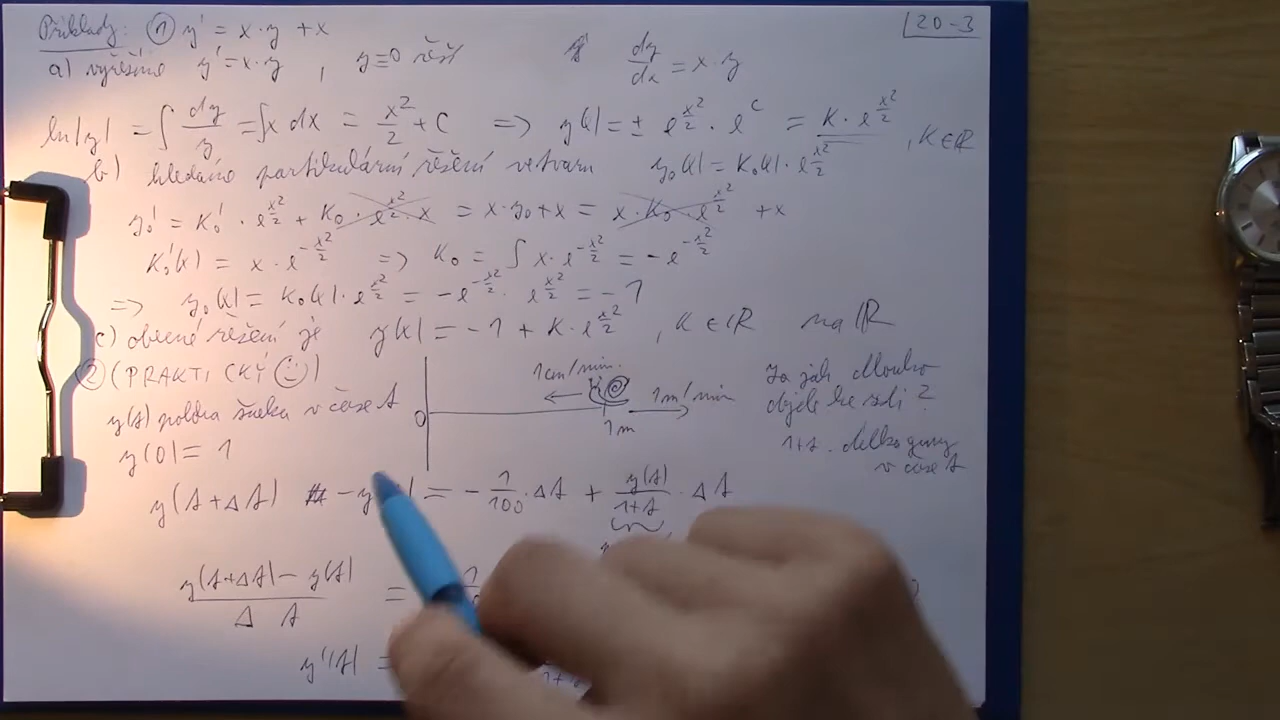 20-3
Příklady: ① y' = x·y + x
a) vyřešíme y' = x·y , y≡0 řeší dy/dx = x·y
ln|y| = ∫ dy/y = ∫x dx = x²/2 + C => y(x) = ± e^(x²/2) · e^C = K·e^(x²/2) , K∈ℝ
b) hledáme partikulární řešení ve tvaru y₀(x) = K₀(x)·e^(x²/2)
y₀' = K₀'·e^(x²/2) + K₀·e^(x²/2)·x = x·y₀+x = x·K₀·e^(x²/2) + x
K₀'(x) = x·e^(-x²/2) => K₀ = ∫ x·e^(-x²/2) = -e^(-x²/2)
=> y₀(x) = K₀(x)·e^(x²/2) = -e^(-x²/2)· e^(x²/2) = -1
c) obecné řešení je y(x) = -1 + K·e^(x²/2) , K∈ℝ na ℝ
② (PRAKTICKÝ ☺)
1cm/min.
1m/min
0
1m
Za jak dlouho
dojde ke zdi?
y(t) poloha šneka v čase t
y(0) = 1
1+t . délka gumy
v čase t
y(t+Δt) - y = -1/100·Δt + y(t)/(1+t)·Δt
(y(t+Δt) - y(t))/Δt =
y'(t) =